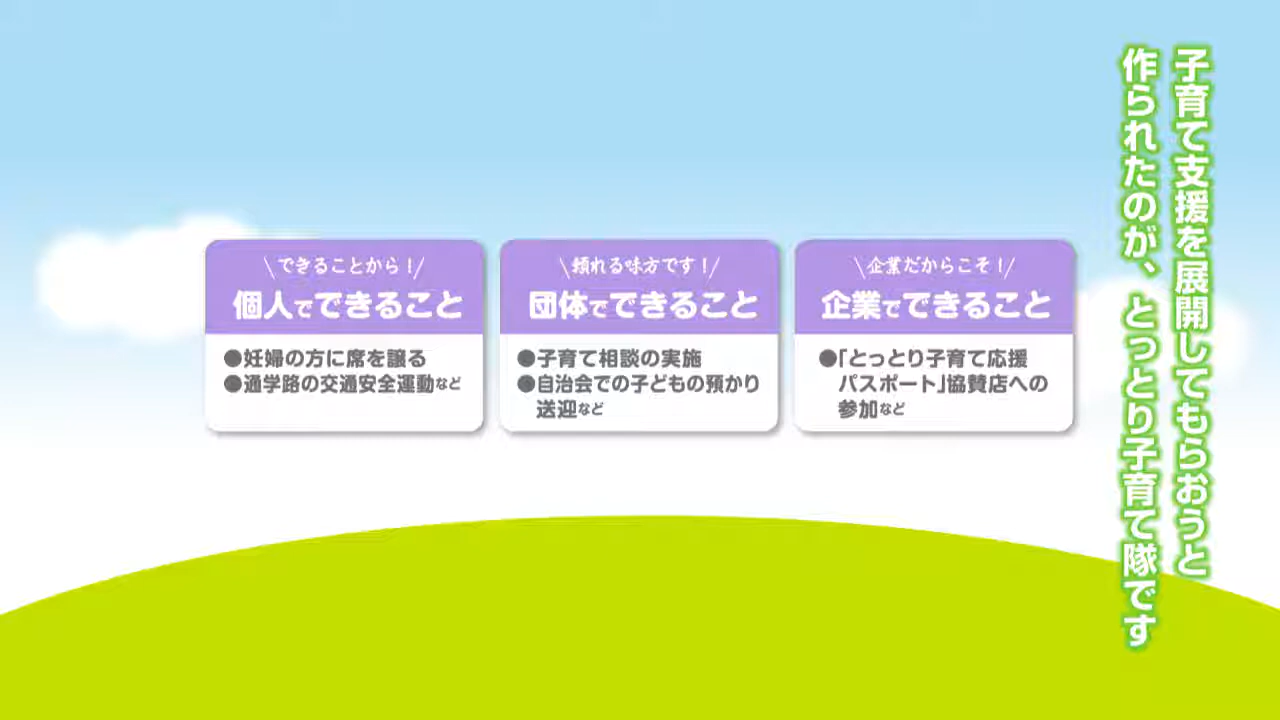 子育て支援を展開してもらおうと
作られたのが、とっとり子育て隊です
できることから！
個人でできること
●妊婦の方に席を譲る
●通学路の交通安全運動など
頼れる味方です！
団体でできること
●子育て相談の実施
●自治会での子どもの預かり
送迎など
企業だからこそ！
企業でできること
●「とっとり子育て応援
パスポート」協賛店への
参加など